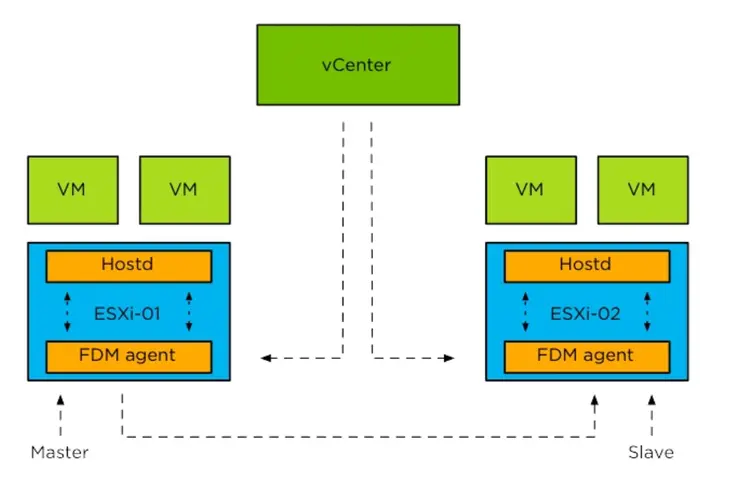 vCenter
VM
VM
VM
VM
Hostd
Hostd
ESXi-01
ESXi-02
FDM agent
FDM agent
Master
Slave